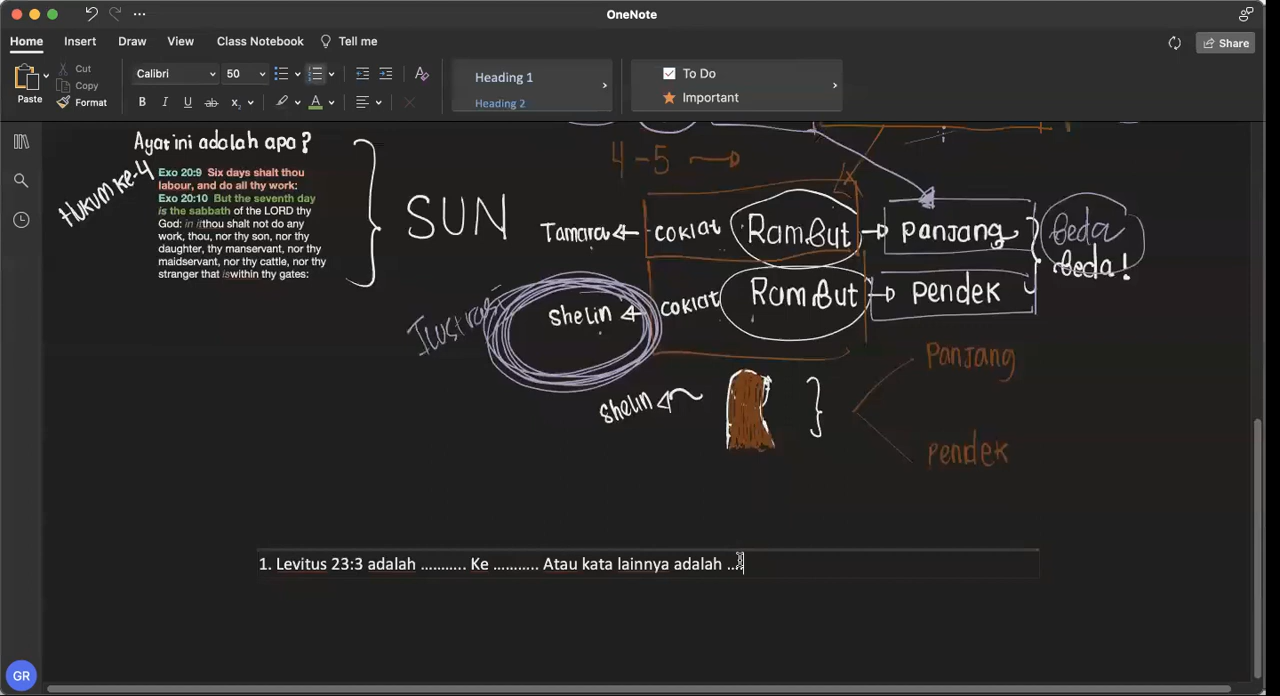 OneNote
Home Insert Draw View Class Notebook Tell me
Share
Paste
Cut
Copy
Format
Calibri 50
B I U ab x A
Heading 1
Heading 2
To Do
Important
Ayat ini adalah apa?
Hukum ke-4
Exo 20:9 Six days shalt thou
labour, and do all thy work:
Exo 20:10 But the seventh day
is the sabbath of the LORD thy
God: in it thou shalt not do any
work, thou, nor thy son, nor thy
daughter, thy manservant, nor thy
maidservant, nor thy cattle, nor thy
stranger that is within thy gates:
SUN
4-5
Tamara coklat Rambut Panjang
Beda
Beda!
Ilustrasi
Shelin coklat Rambut Pendek
Shelin
Panjang
Pendek
1. Levitus 23:3 adalah ........... Ke ........... Atau kata lainnya adalah ...
GR